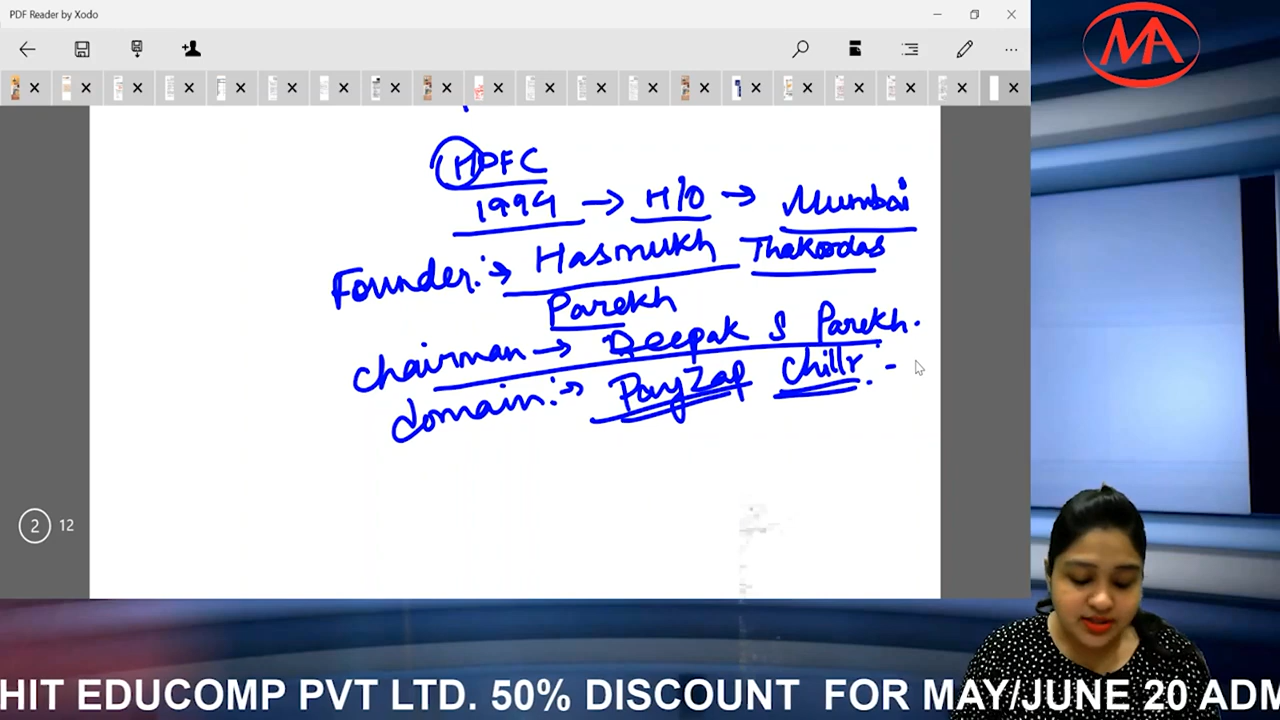 PDF Reader by Xodo
MA
HDFC
1994 → H/O → Mumbai
Founder:→ Hasmukh Thakordas
Parekh
Chairman → Deepak S Parekh.
domain:→ PayZap Chillr. -
2 12
HIT EDUCOMP PVT LTD. 50% DISCOUNT FOR MAY/JUNE 20 ADM